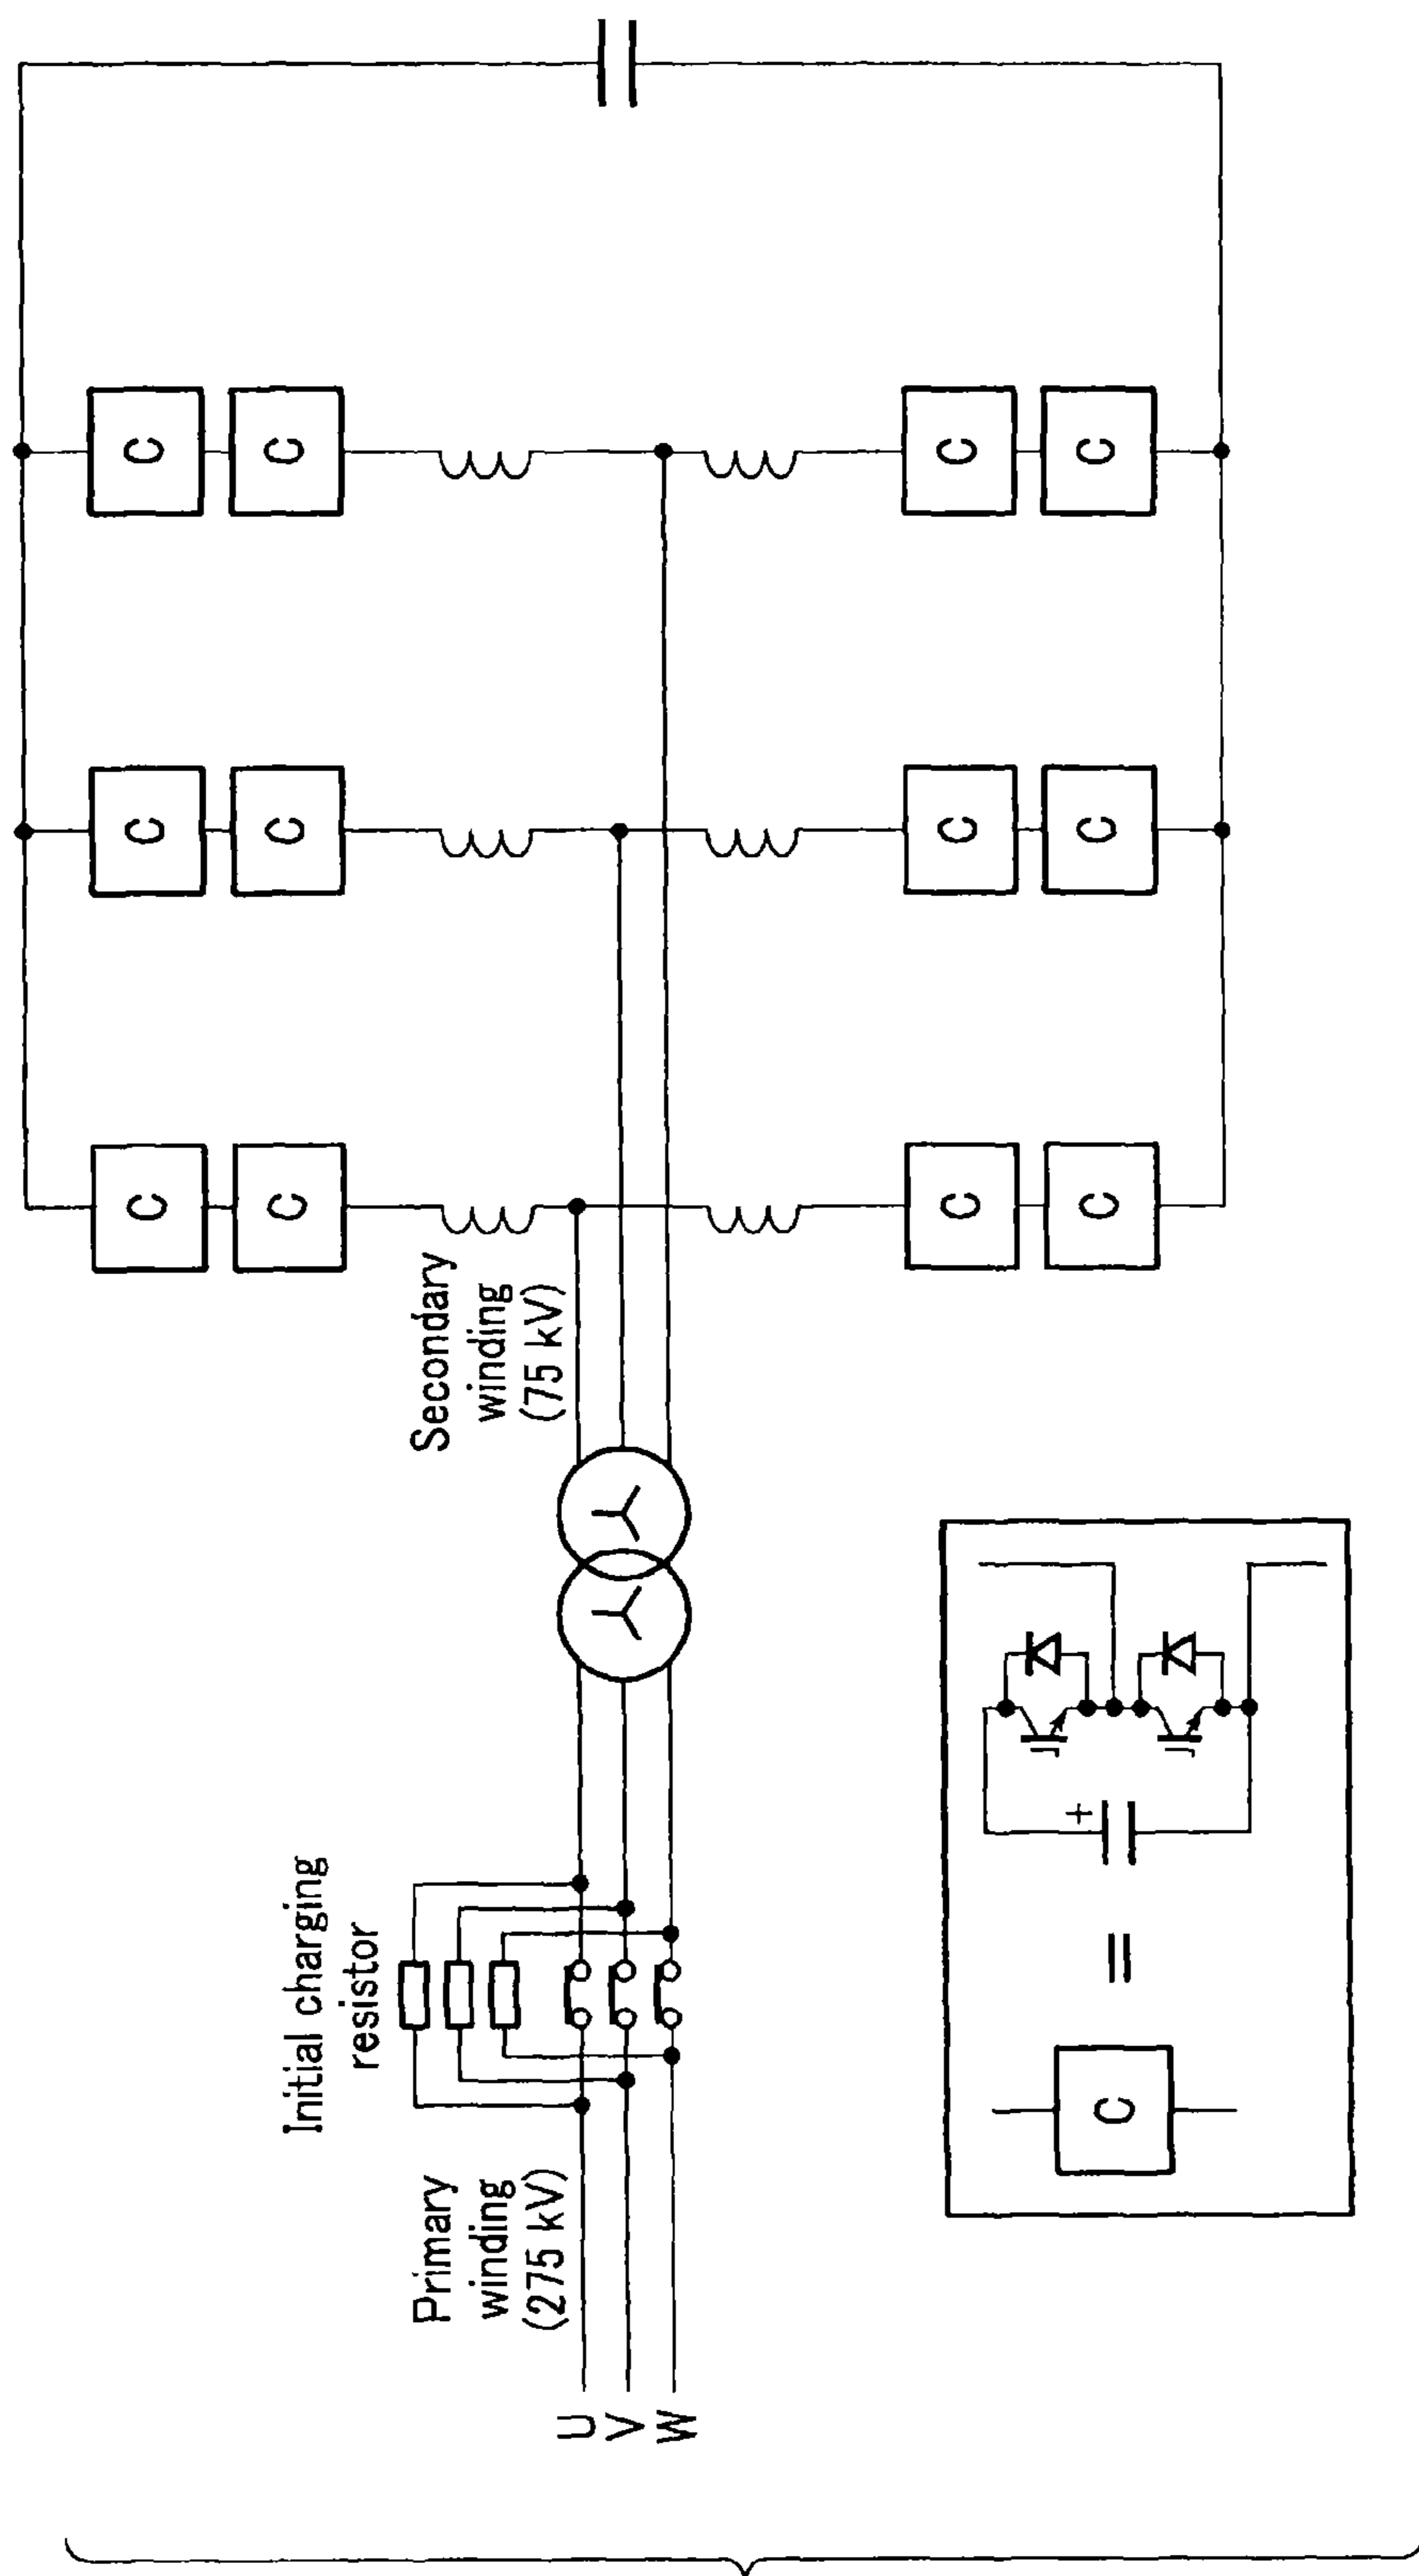 Initial charging
resistor
Primary
winding
(275 kV)
Secondary
winding
(75 kV)
U
V
W
C
C
C
C
C
C
C
C
C
C
C
C
C
=
+